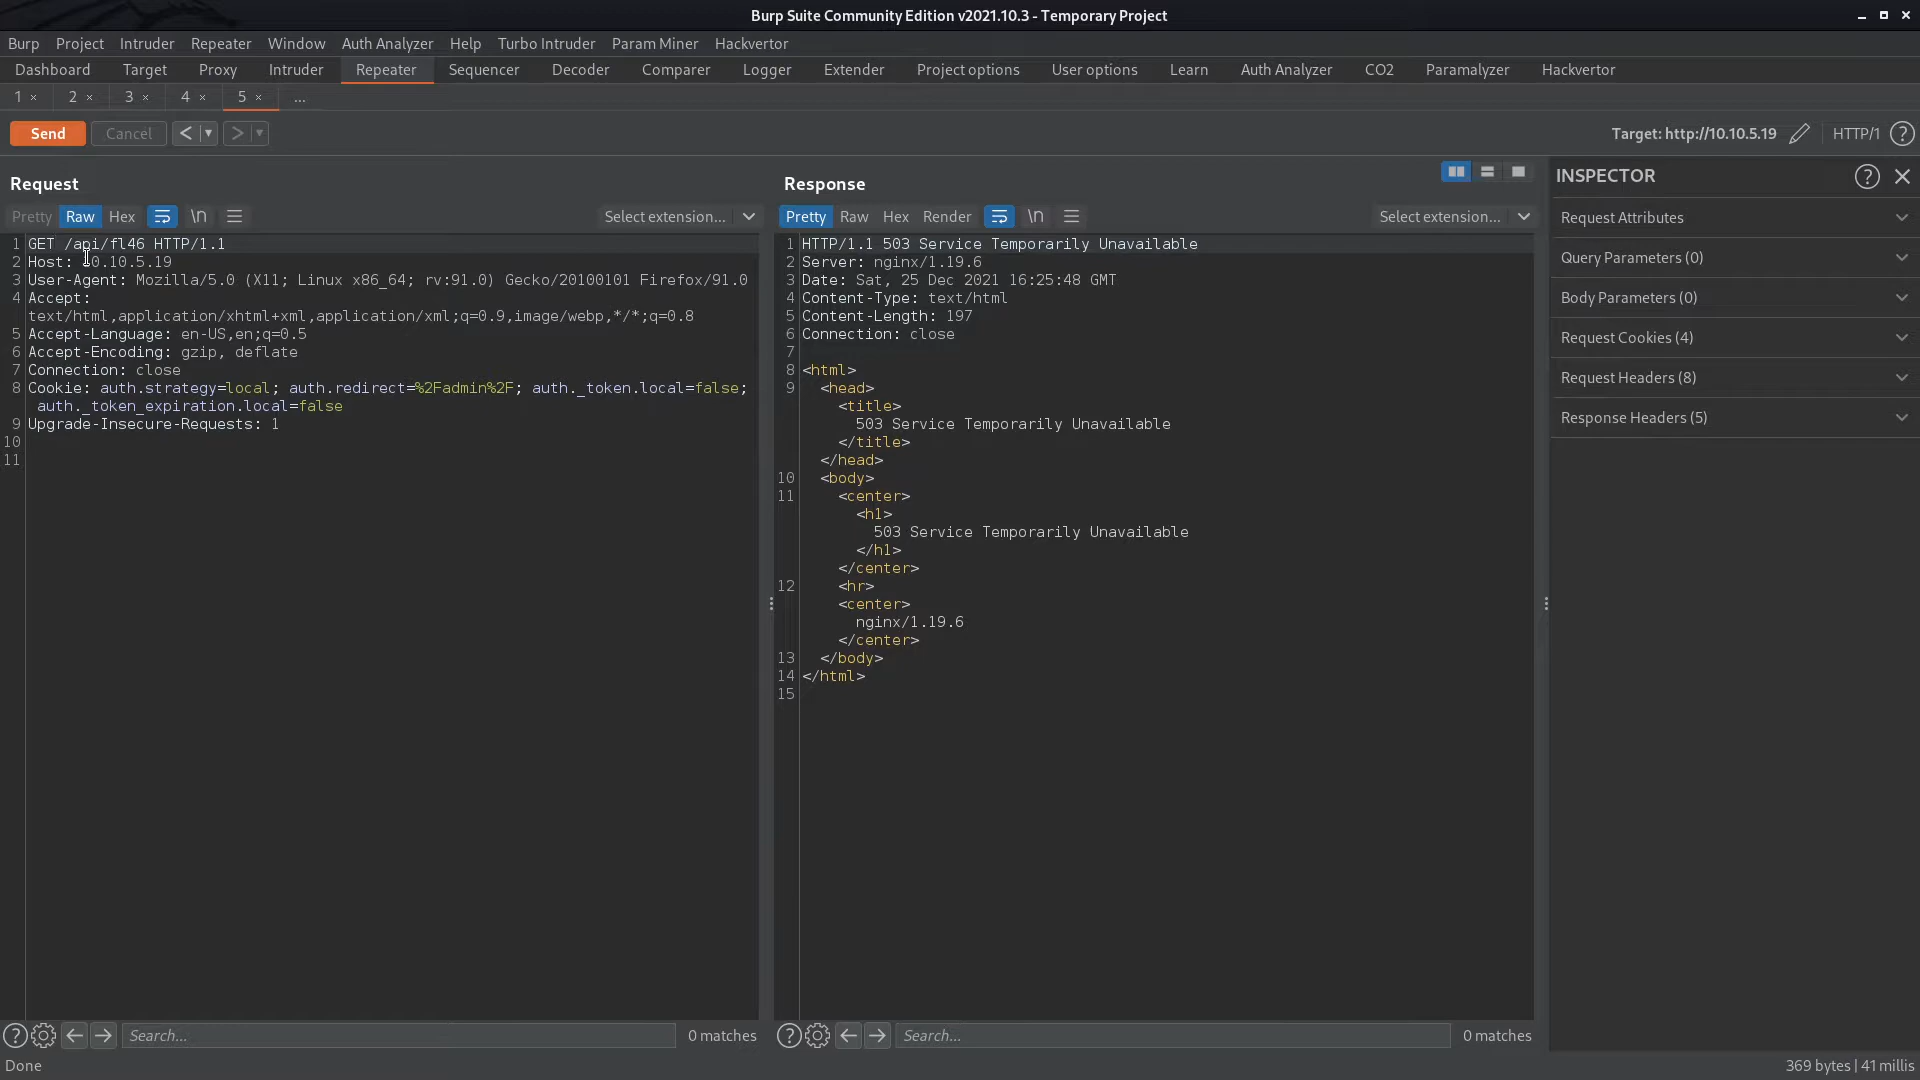 Burp Suite Community Edition v2021.10.3 - Temporary Project
Burp Project Intruder Repeater Window Auth Analyzer Help Turbo Intruder Param Miner Hackvertor
Dashboard Target Proxy Intruder Repeater Sequencer Decoder Comparer Logger Extender Project options User options Learn Auth Analyzer CO2 Paramalyzer Hackvertor
1 × 2 × 3 × 4 × 5 × ...
Send Cancel < > Target: http://10.10.5.19 HTTP/1 ?
Request
Pretty Raw Hex \n Select extension...
1 GET /api/fl46 HTTP/1.1
2 Host: 10.10.5.19
3 User-Agent: Mozilla/5.0 (X11; Linux x86_64; rv:91.0) Gecko/20100101 Firefox/91.0
4 Accept:
text/html,application/xhtml+xml,application/xml;q=0.9,image/webp,*/*;q=0.8
5 Accept-Language: en-US,en;q=0.5
6 Accept-Encoding: gzip, deflate
7 Connection: close
8 Cookie: auth.strategy=local; auth.redirect=%2Fadmin%2F; auth._token.local=false;
auth._token_expiration.local=false
9 Upgrade-Insecure-Requests: 1
10
11
Search... 0 matches
Response
Pretty Raw Hex Render \n Select extension...
1 HTTP/1.1 503 Service Temporarily Unavailable
2 Server: nginx/1.19.6
3 Date: Sat, 25 Dec 2021 16:25:48 GMT
4 Content-Type: text/html
5 Content-Length: 197
6 Connection: close
7
8 <html>
9 <head>
<title>
503 Service Temporarily Unavailable
</title>
</head>
10 <body>
11 <center>
<h1>
503 Service Temporarily Unavailable
</h1>
</center>
12 <hr>
<center>
nginx/1.19.6
</center>
13 </body>
14 </html>
15
Search... 0 matches
INSPECTOR ?
Request Attributes
Query Parameters (0)
Body Parameters (0)
Request Cookies (4)
Request Headers (8)
Response Headers (5)
Done 369 bytes | 41 millis